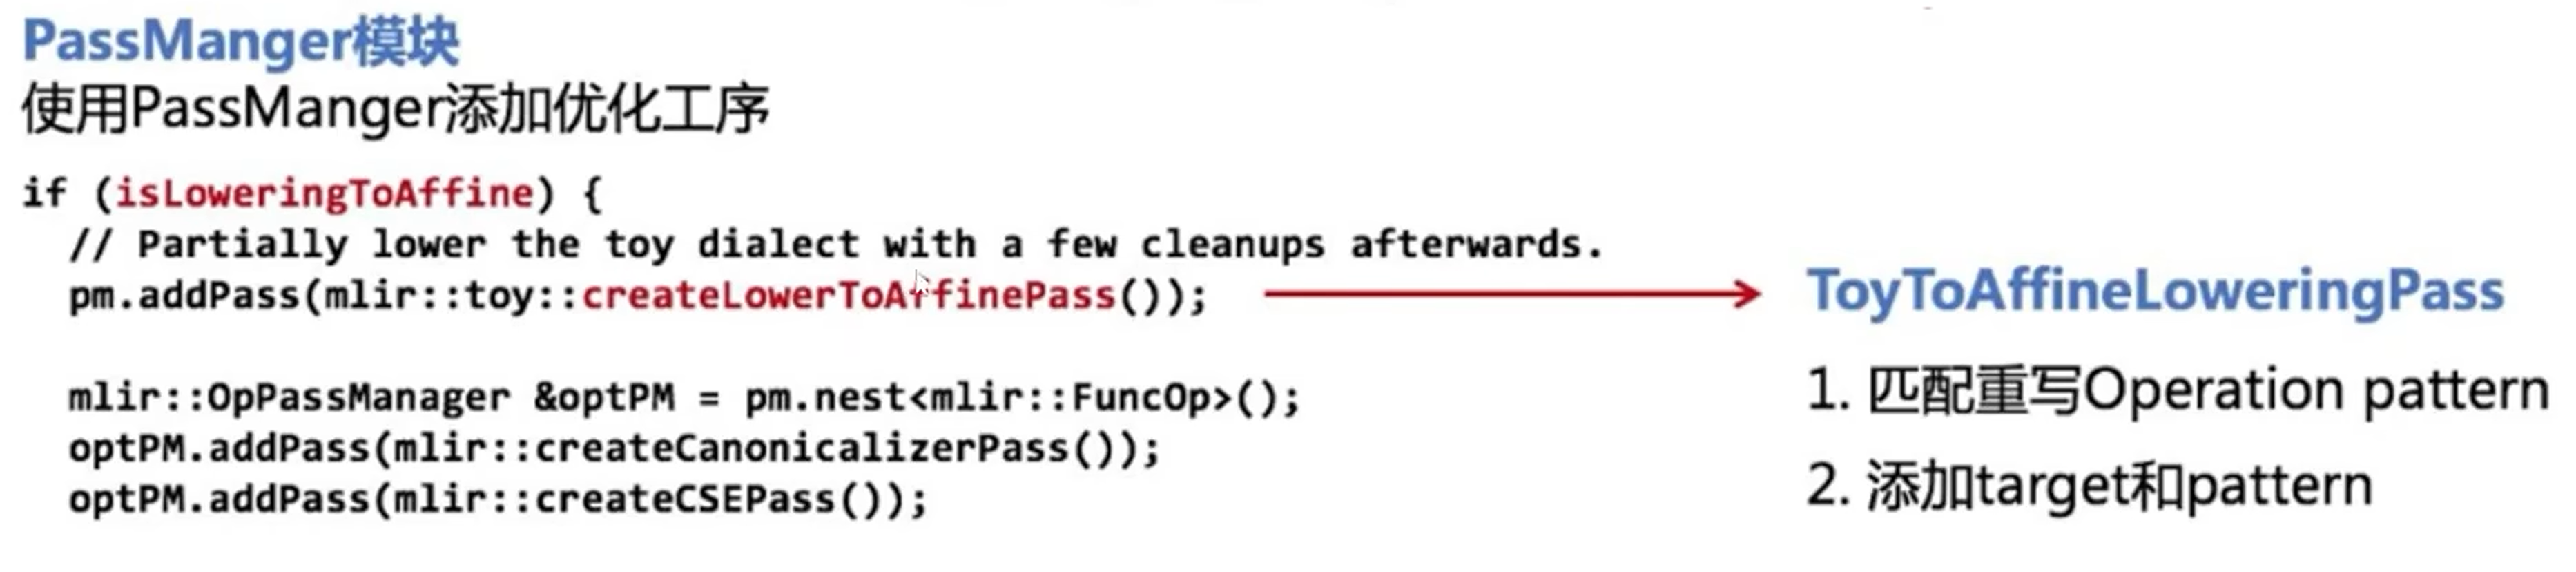 PassManger模块
使用PassManger添加优化工序
if (isLoweringToAffine) {
// Partially lower the toy dialect with a few cleanups afterwards.
pm.addPass(mlir::toy::createLowerToAffinePass());
mlir::OpPassManager &optPM = pm.nest<mlir::FuncOp>();
optPM.addPass(mlir::createCanonicalizerPass());
optPM.addPass(mlir::createCSEPass());
ToyToAffineLoweringPass
1. 匹配重写Operation pattern
2. 添加target和pattern